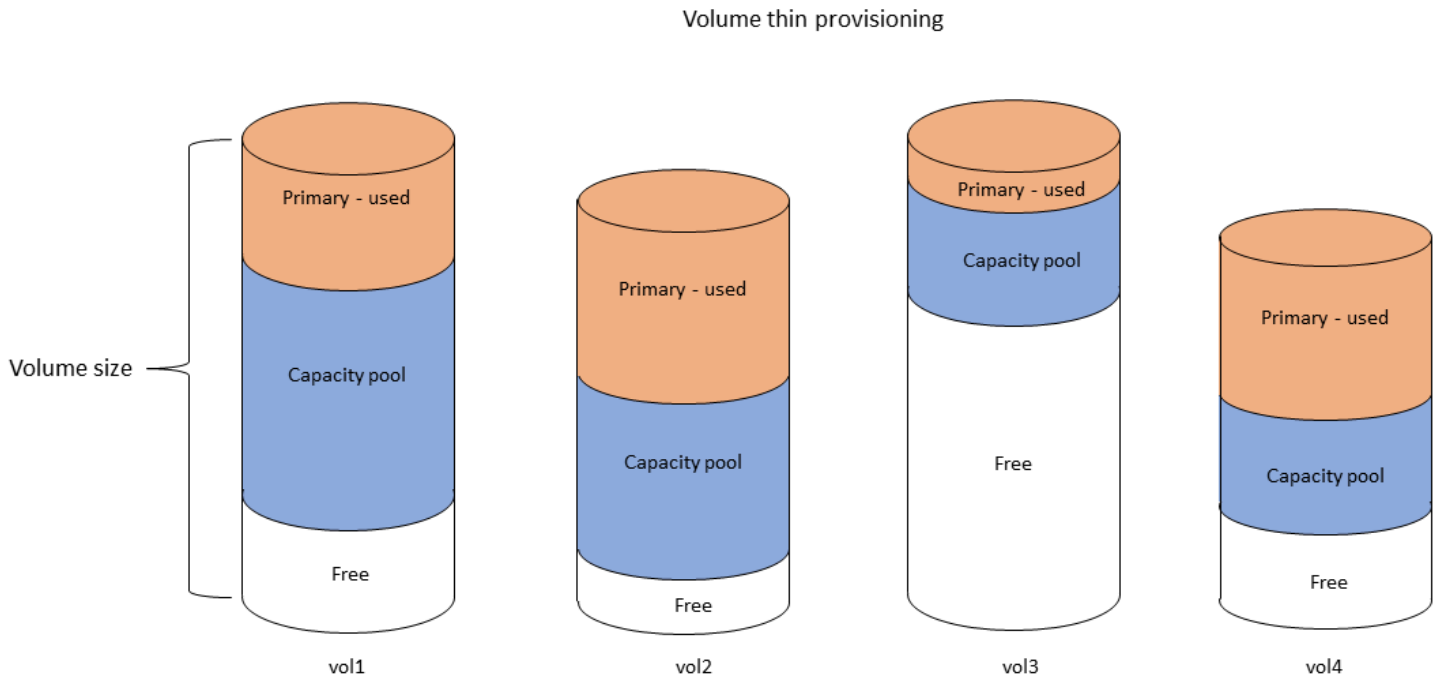 Volume thin provisioning
Volume size
Primary - used
Capacity pool
Free
vol1
Primary - used
Capacity pool
Free
vol2
Primary - used
Capacity pool
Free
vol3
Primary - used
Capacity pool
Free
vol4